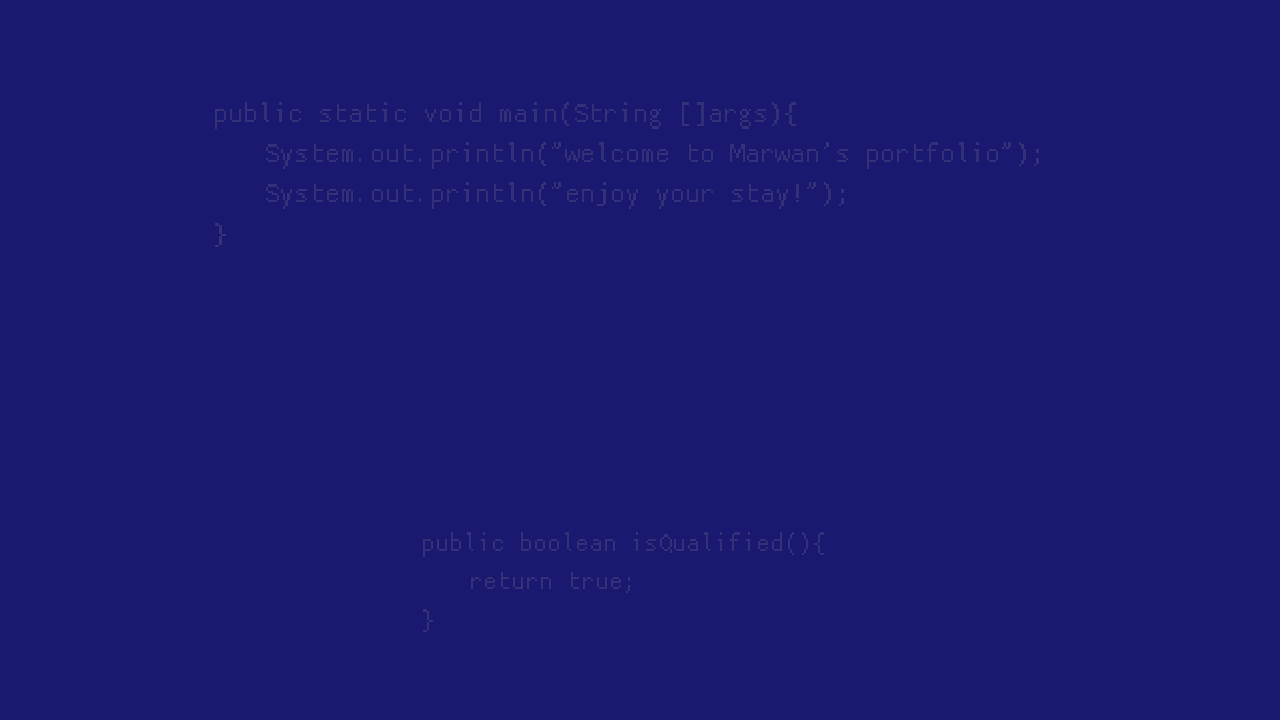 public static void main(String []args){
System.out.println("welcome to Marwan's portfolio");
System.out.println("enjoy your stay!");
}
public boolean isQualified(){
return true;
}